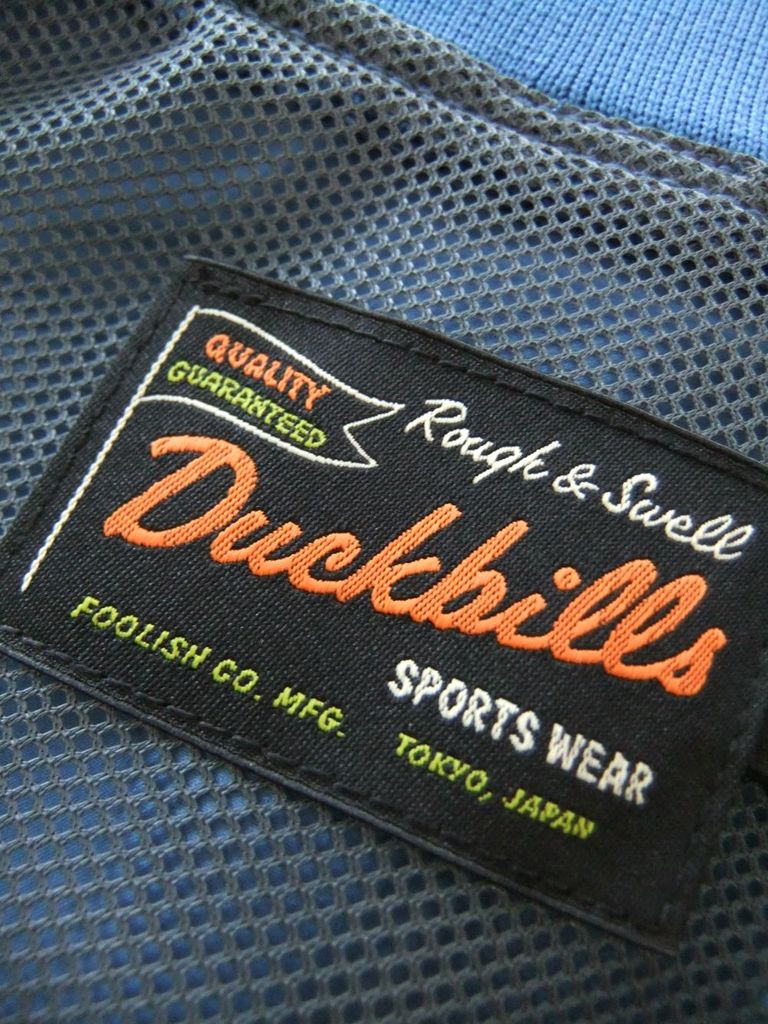 QUALITY
GUARANTEED
Rough & Swell
Duckbills
SPORTS WEAR
FOOLISH CO. MFG. TOKYO, JAPAN